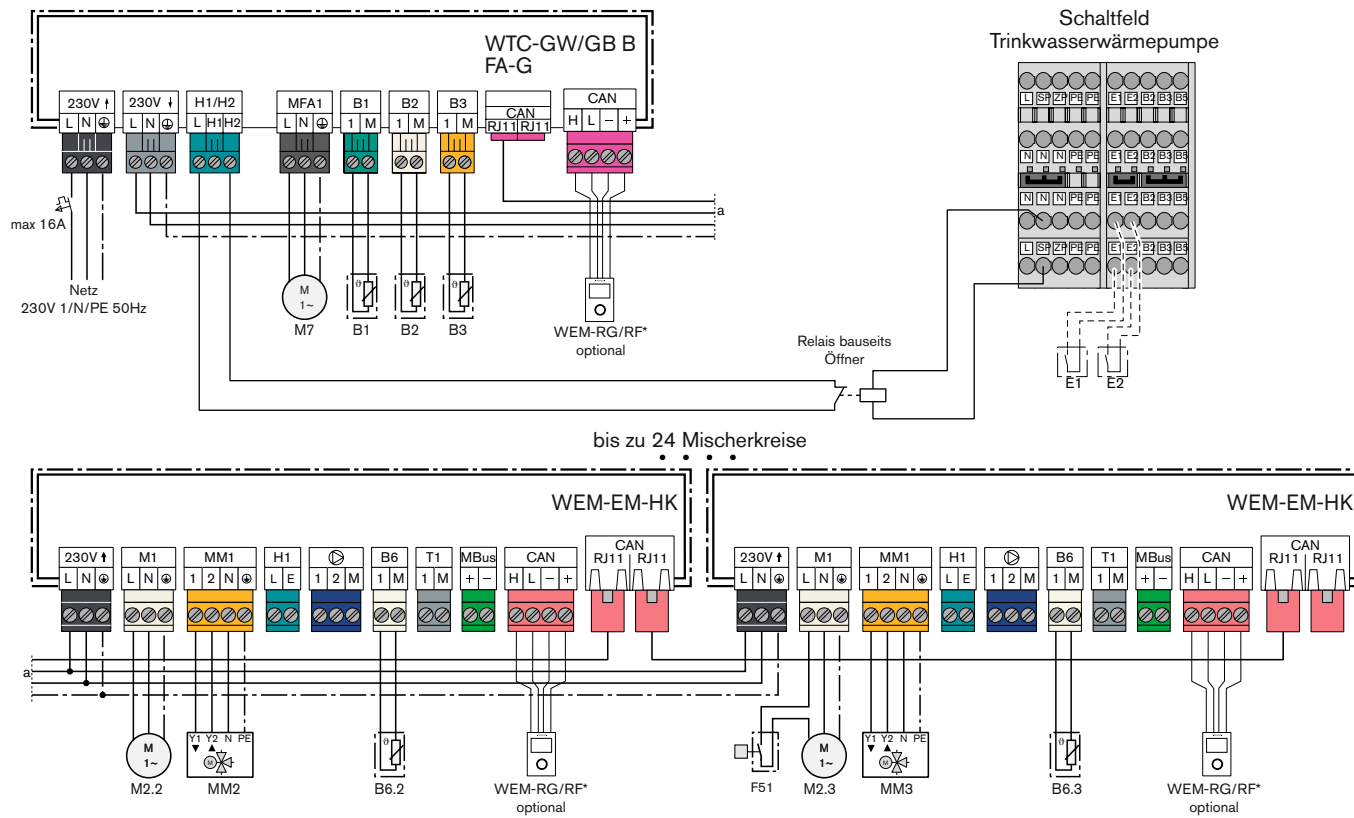 WTC-GW/GB B
FA-G
Schaltfeld
Trinkwasserwärmepumpe
230V 230V H1/H2 MFA1 B1 B2 B3 CAN CAN
L N L N L H1 H2 L N 1 M 1 M 1 M RJ11 RJ11 H L − +
L SP ZP PE PE E1 E2 B2 B3 B5
N N N PE PE E1 E2 B2 B3 B5
N N N PE PE E1 E2 B2 B3 B5
L SP ZP PE PE E1 E2 B2 B3 B5
a
max 16A
Netz
230V 1/N/PE 50Hz
M
1~
M7
ϑ
B1
ϑ
B2
ϑ
B3
WEM-RG/RF*
optional
Relais bauseits
Öffner
E1
E2
bis zu 24 Mischerkreise
WEM-EM-HK
230V M1 MM1 H1 B6 T1 MBus CAN CAN
L N L N 1 2 N L E 1 2 M 1 M 1 M + − H L − + RJ11 RJ11
a
M
1~
M2.2
Y1 Y2 N PE
M
MM2
ϑ
B6.2
WEM-RG/RF*
optional
WEM-EM-HK
230V M1 MM1 H1 B6 T1 MBus CAN CAN
L N L N 1 2 N L E 1 2 M 1 M 1 M + − H L − + RJ11 RJ11
F51
M
1~
M2.3
Y1 Y2 N PE
M
MM3
ϑ
B6.3
WEM-RG/RF*
optional